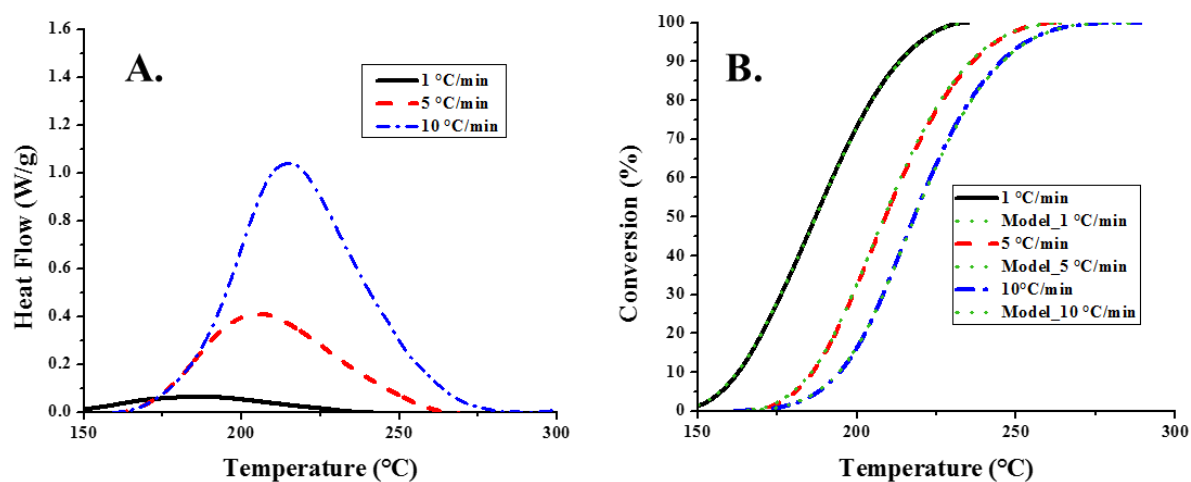 A.
1.6
1.4
1.2
1.0
0.8
0.6
0.4
0.2
0.0
150
200
250
300
Heat Flow (W/g)
Temperature (°C)
1 °C/min
5 °C/min
10 °C/min
B.
100
90
80
70
60
50
40
30
20
10
0
150
200
250
300
Conversion (%)
Temperature (°C)
1 °C/min
Model_1 °C/min
5 °C/min
Model_5 °C/min
10°C/min
Model_10 °C/min